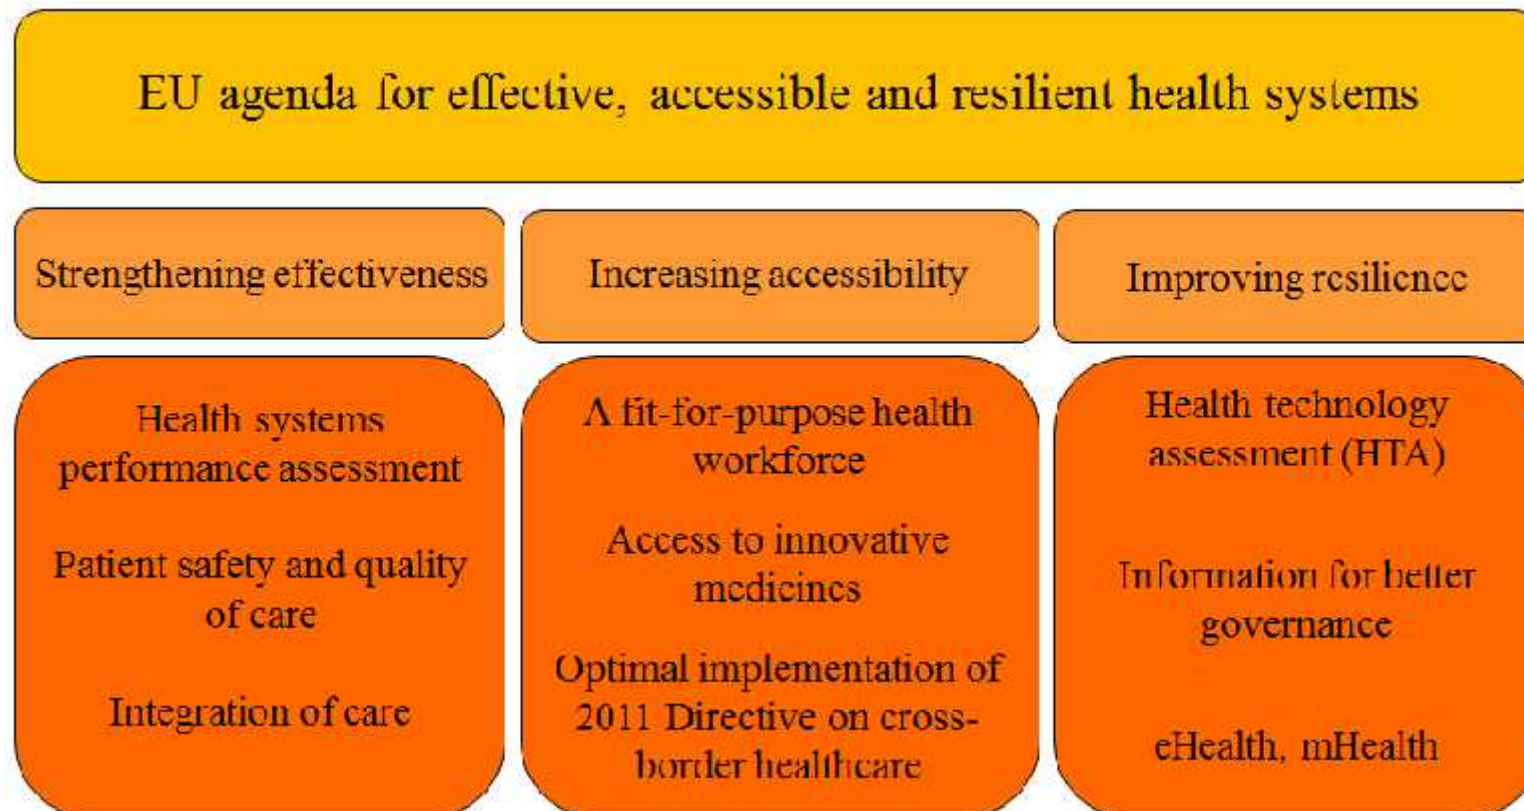 EU agenda for effective, accessible and resilient health systems
Strengthening effectiveness
Increasing accessibility
Improving resilience
Health systems
performance assessment
Patient safety and quality
of care
Integration of care
A fit-for-purpose health
workforce
Access to innovative
medicines
Optimal implementation of
2011 Directive on cross-
border healthcare
Health technology
assessment (HTA)
Information for better
governance
eHealth, mHealth